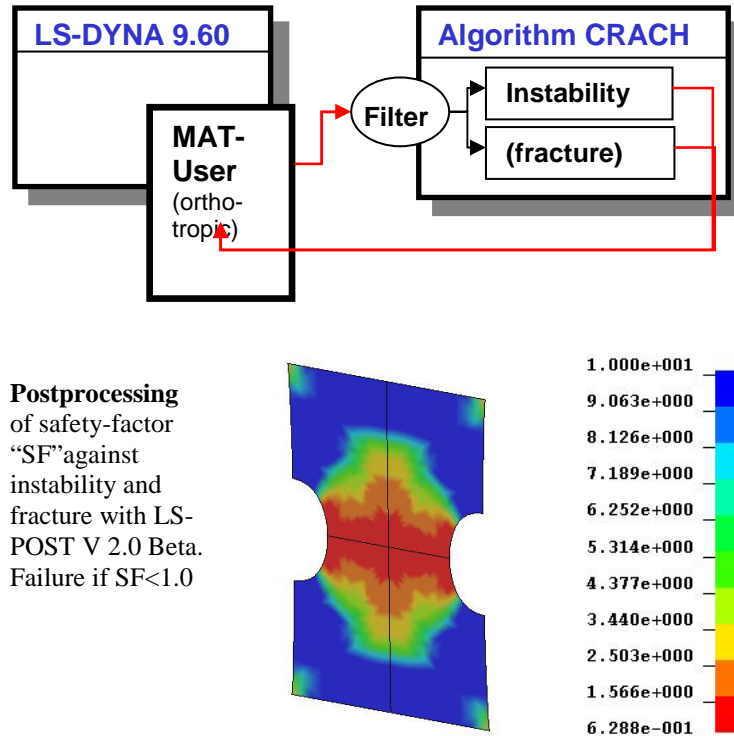 LS-DYNA 9.60
Algorithm CRACH
MAT-
User
(ortho-
tropic)
Filter
Instability
(fracture)
Postprocessing
of safety-factor
“SF”against
instability and
fracture with LS-
POST V 2.0 Beta.
Failure if SF<1.0
1.000e+001
9.063e+000
8.126e+000
7.189e+000
6.252e+000
5.314e+000
4.377e+000
3.440e+000
2.503e+000
1.566e+000
6.288e-001